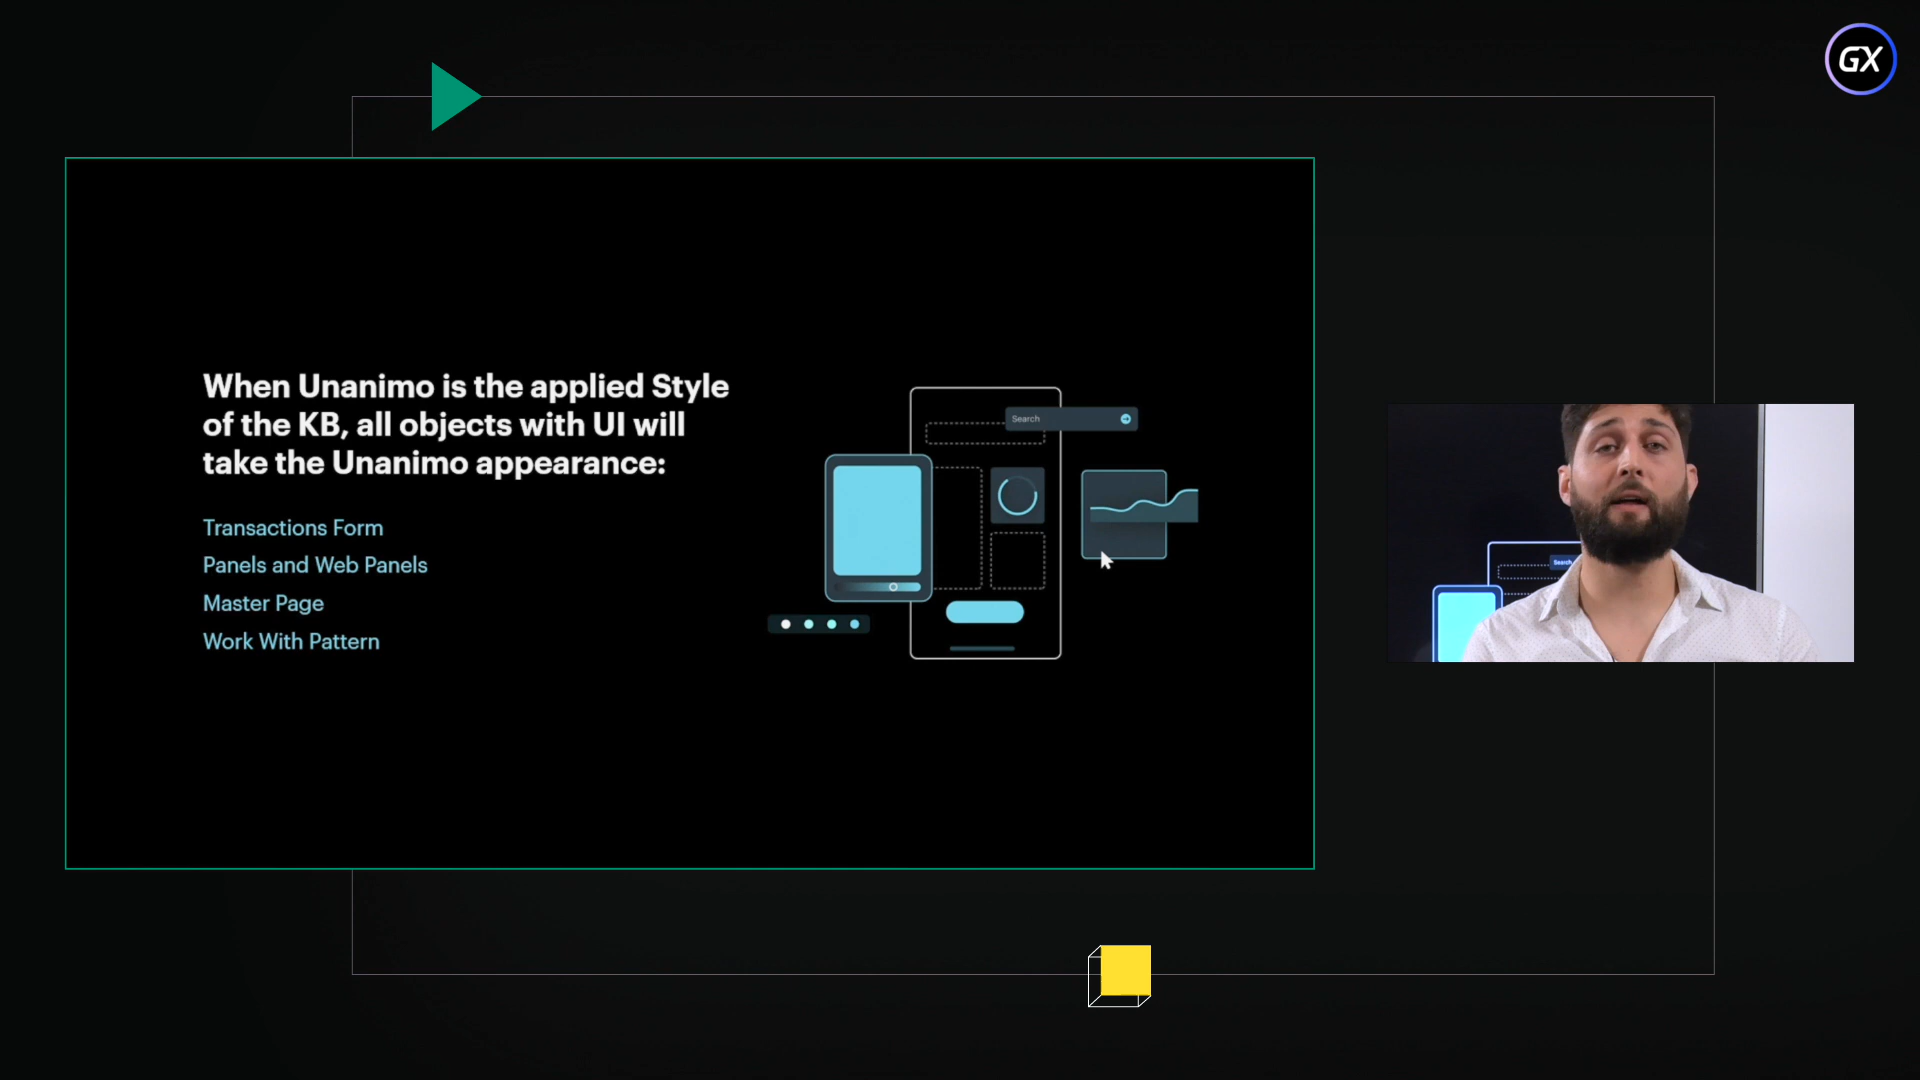 GX
When Unanimo is the applied Style
of the KB, all objects with UI will
take the Unanimo appearance:
Transactions Form
Panels and Web Panels
Master Page
Work With Pattern
Search
Search